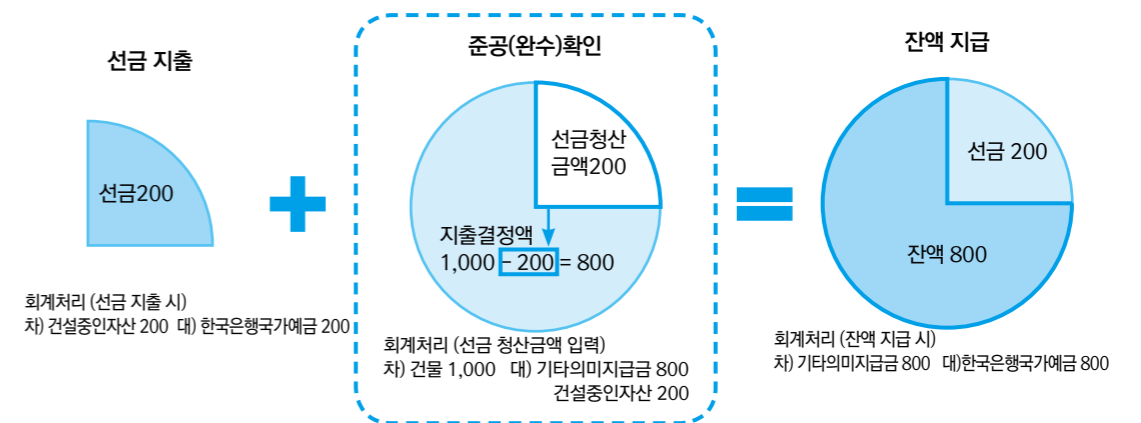 선금 지출
선금200
회계처리 (선금 지출 시)
차) 건설중인자산 200 대) 한국은행국가예금 200
준공(완수)확인
선금청산
금액200
지출결정액
1,000 - 200 = 800
회계처리 (선금 청산금액 입력)
차) 건물 1,000 대) 기타의미지급금 800
건설중인자산 200
잔액 지급
선금 200
잔액 800
회계처리 (잔액 지급 시)
차) 기타의미지급금 800 대)한국은행국가예금 800